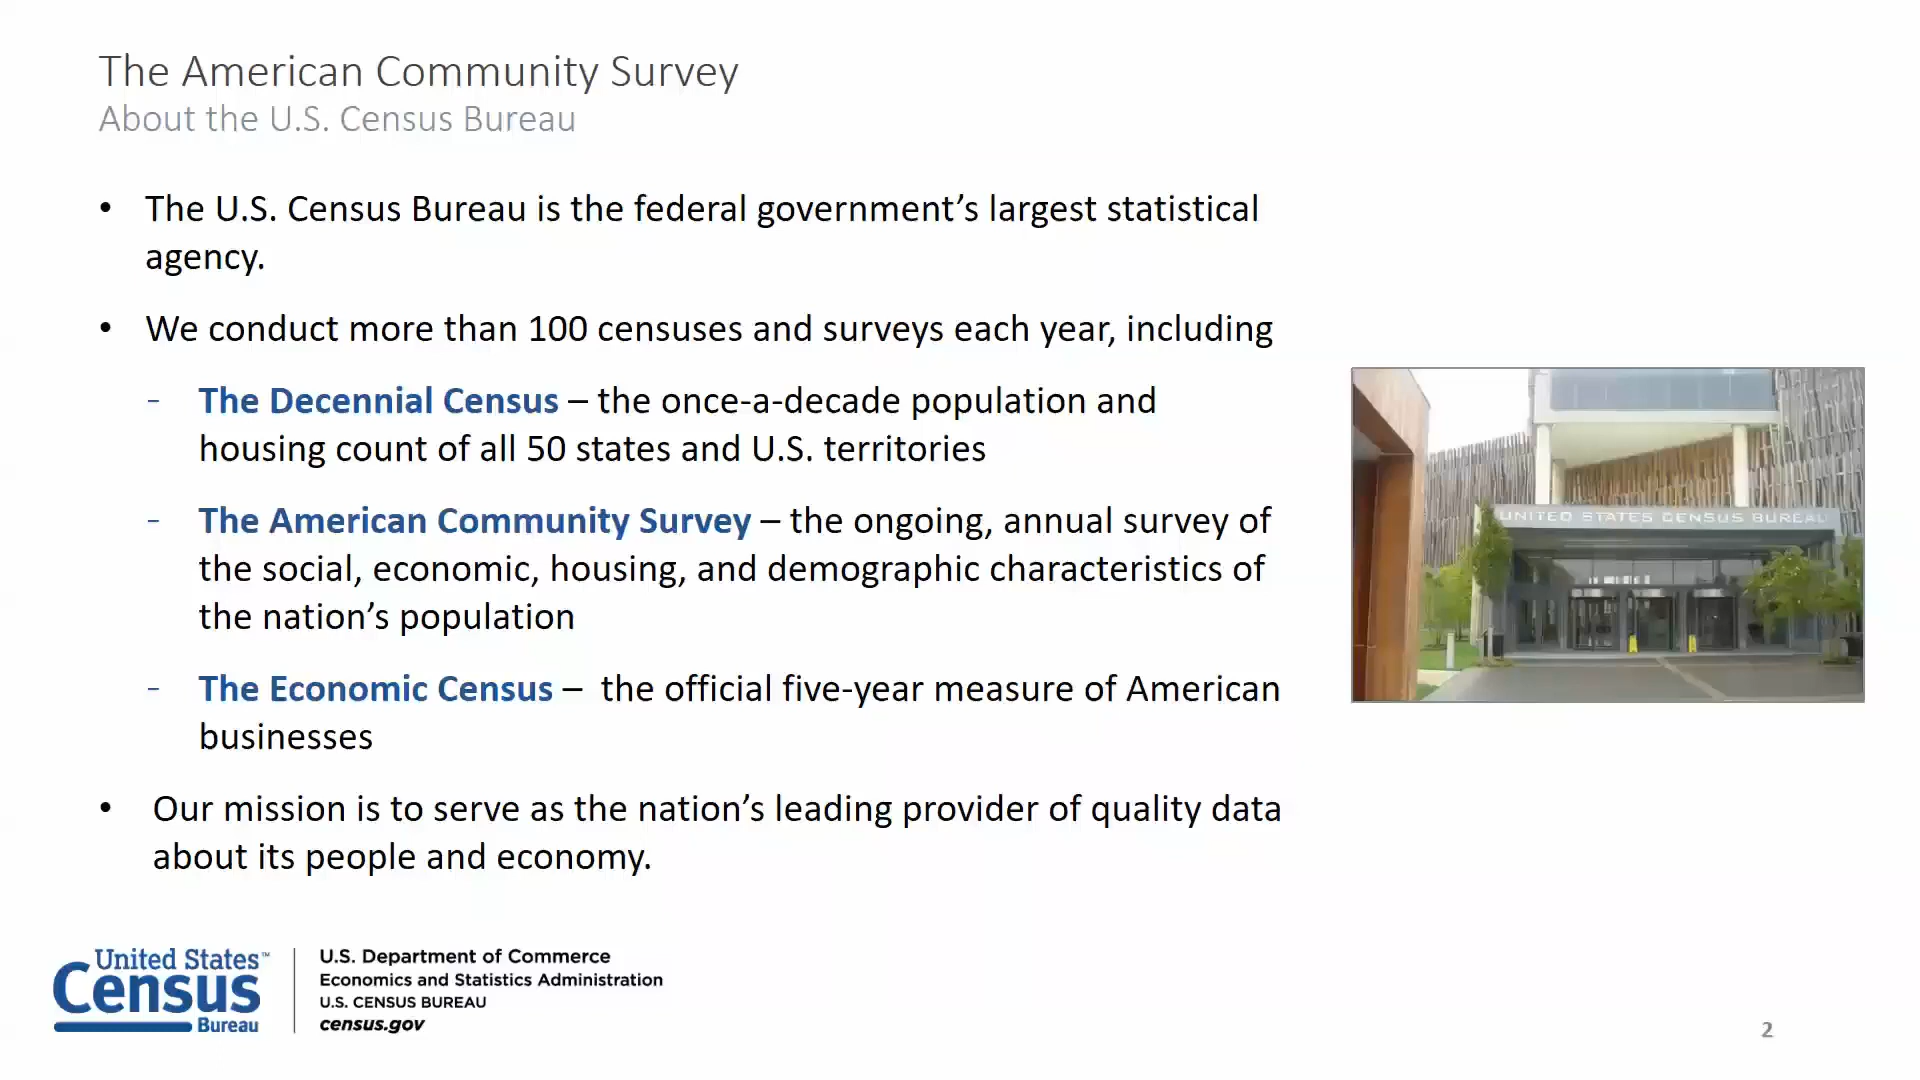 The American Community Survey
About the U.S. Census Bureau
• The U.S. Census Bureau is the federal government’s largest statistical
agency.
• We conduct more than 100 censuses and surveys each year, including
- The Decennial Census – the once-a-decade population and
housing count of all 50 states and U.S. territories
- The American Community Survey – the ongoing, annual survey of
the social, economic, housing, and demographic characteristics of
the nation’s population
- The Economic Census – the official five-year measure of American
businesses
• Our mission is to serve as the nation’s leading provider of quality data
about its people and economy.
UNITED STATES CENSUS BUREAU
United States™
Census
Bureau
U.S. Department of Commerce
Economics and Statistics Administration
U.S. CENSUS BUREAU
census.gov
2